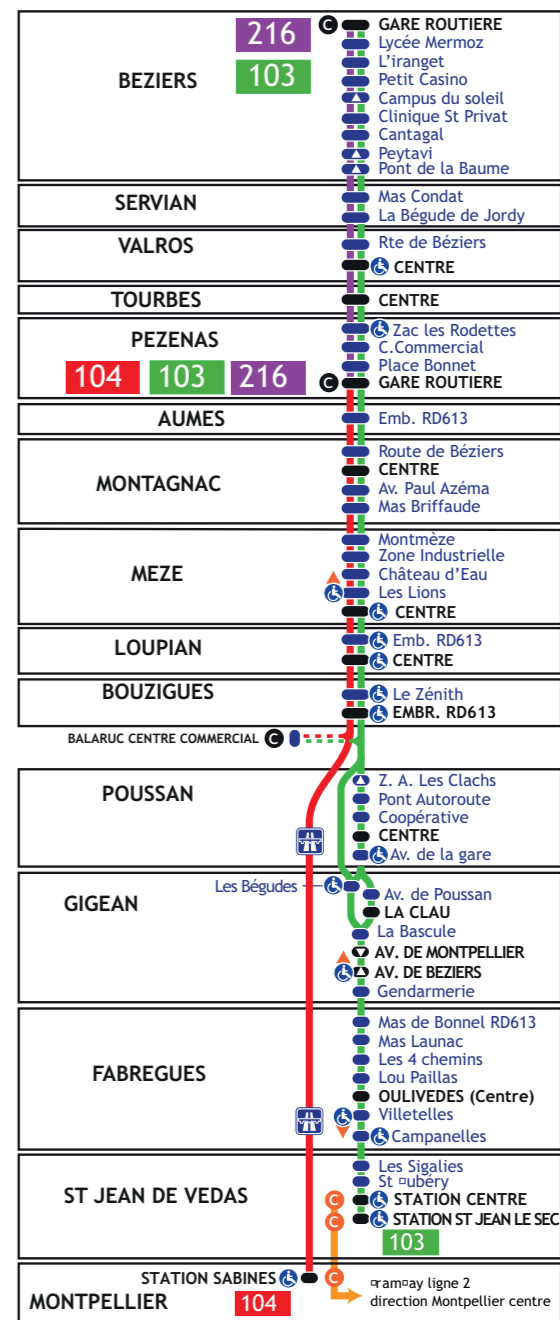 216
103
BEZIERS
C GARE ROUTIERE
Lycée Mermoz
L'iranget
Petit Casino
Campus du soleil
Clinique St Privat
Cantagal
Peytavi
Pont de la Baume
SERVIAN
Mas Condat
La Bégude de Jordy
VALROS
Rte de Béziers
CENTRE
TOURBES
CENTRE
PEZENAS
104 103 216
Zac les Rodettes
C.Commercial
Place Bonnet
C GARE ROUTIERE
AUMES
Emb. RD613
MONTAGNAC
Route de Béziers
CENTRE
Av. Paul Azéma
Mas Briffaude
MEZE
Montmèze
Zone Industrielle
Château d'Eau
Les Lions
CENTRE
LOUPIAN
Emb. RD613
CENTRE
BOUZIGUES
Le Zénith
EMBR. RD613
BALARUC CENTRE COMMERCIAL C
POUSSAN
Z. A. Les Clachs
Pont Autoroute
Coopérative
CENTRE
Av. de la gare
GIGEAN
Les Bégudes
Av. de Poussan
LA CLAU
La Bascule
AV. DE MONTPELLIER
AV. DE BEZIERS
Gendarmerie
FABREGUES
Mas de Bonnel RD613
Mas Launac
Les 4 chemins
Lou Paillas
OULIVEDES (Centre)
Villetelles
Campanelles
ST JEAN DE VEDAS
Les Sigalies
St ¤ubéry
C STATION CENTRE
C STATION ST JEAN LE SEC
103
MONTPELLIER
STATION SABINES C
104
¤ram¤ay ligne 2
direction Montpellier centre